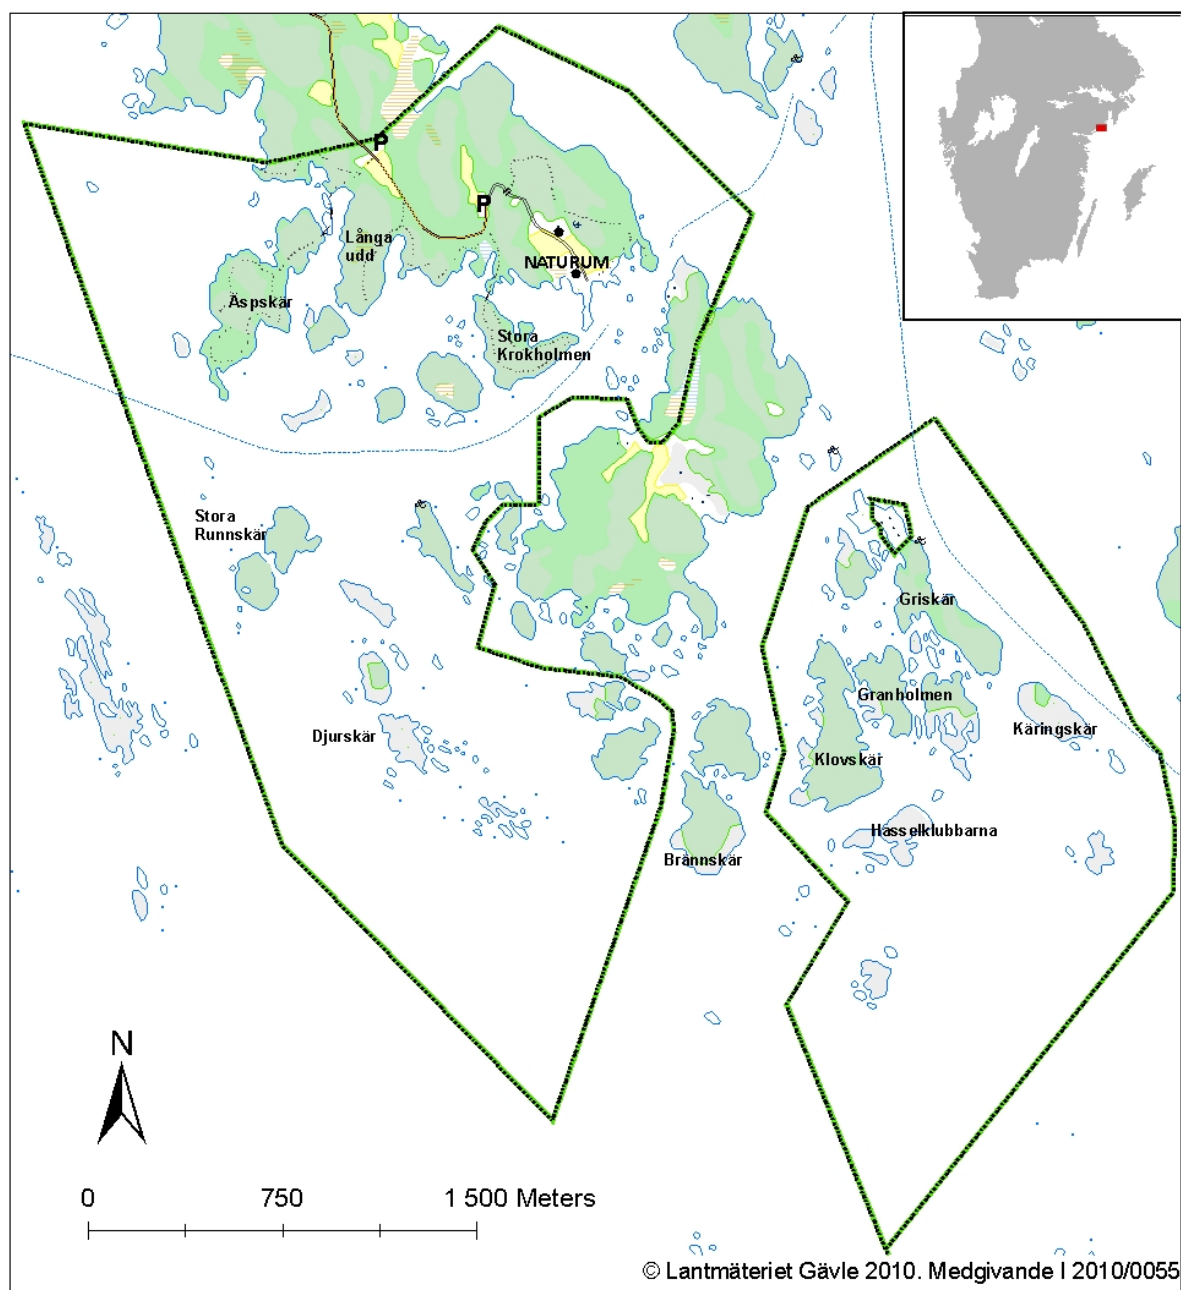 P
P
Långa
udd
NATURUM
Äspskär
Stora
Krokholmen
Stora
Runnskär
Griskär
Granholmen
Djurskär
Käringskär
Klovskär
Hasselklubbarna
Brännskär
N
0 750 1 500 Meters
© Lantmäteriet Gävle 2010. Medgivande I 2010/0055